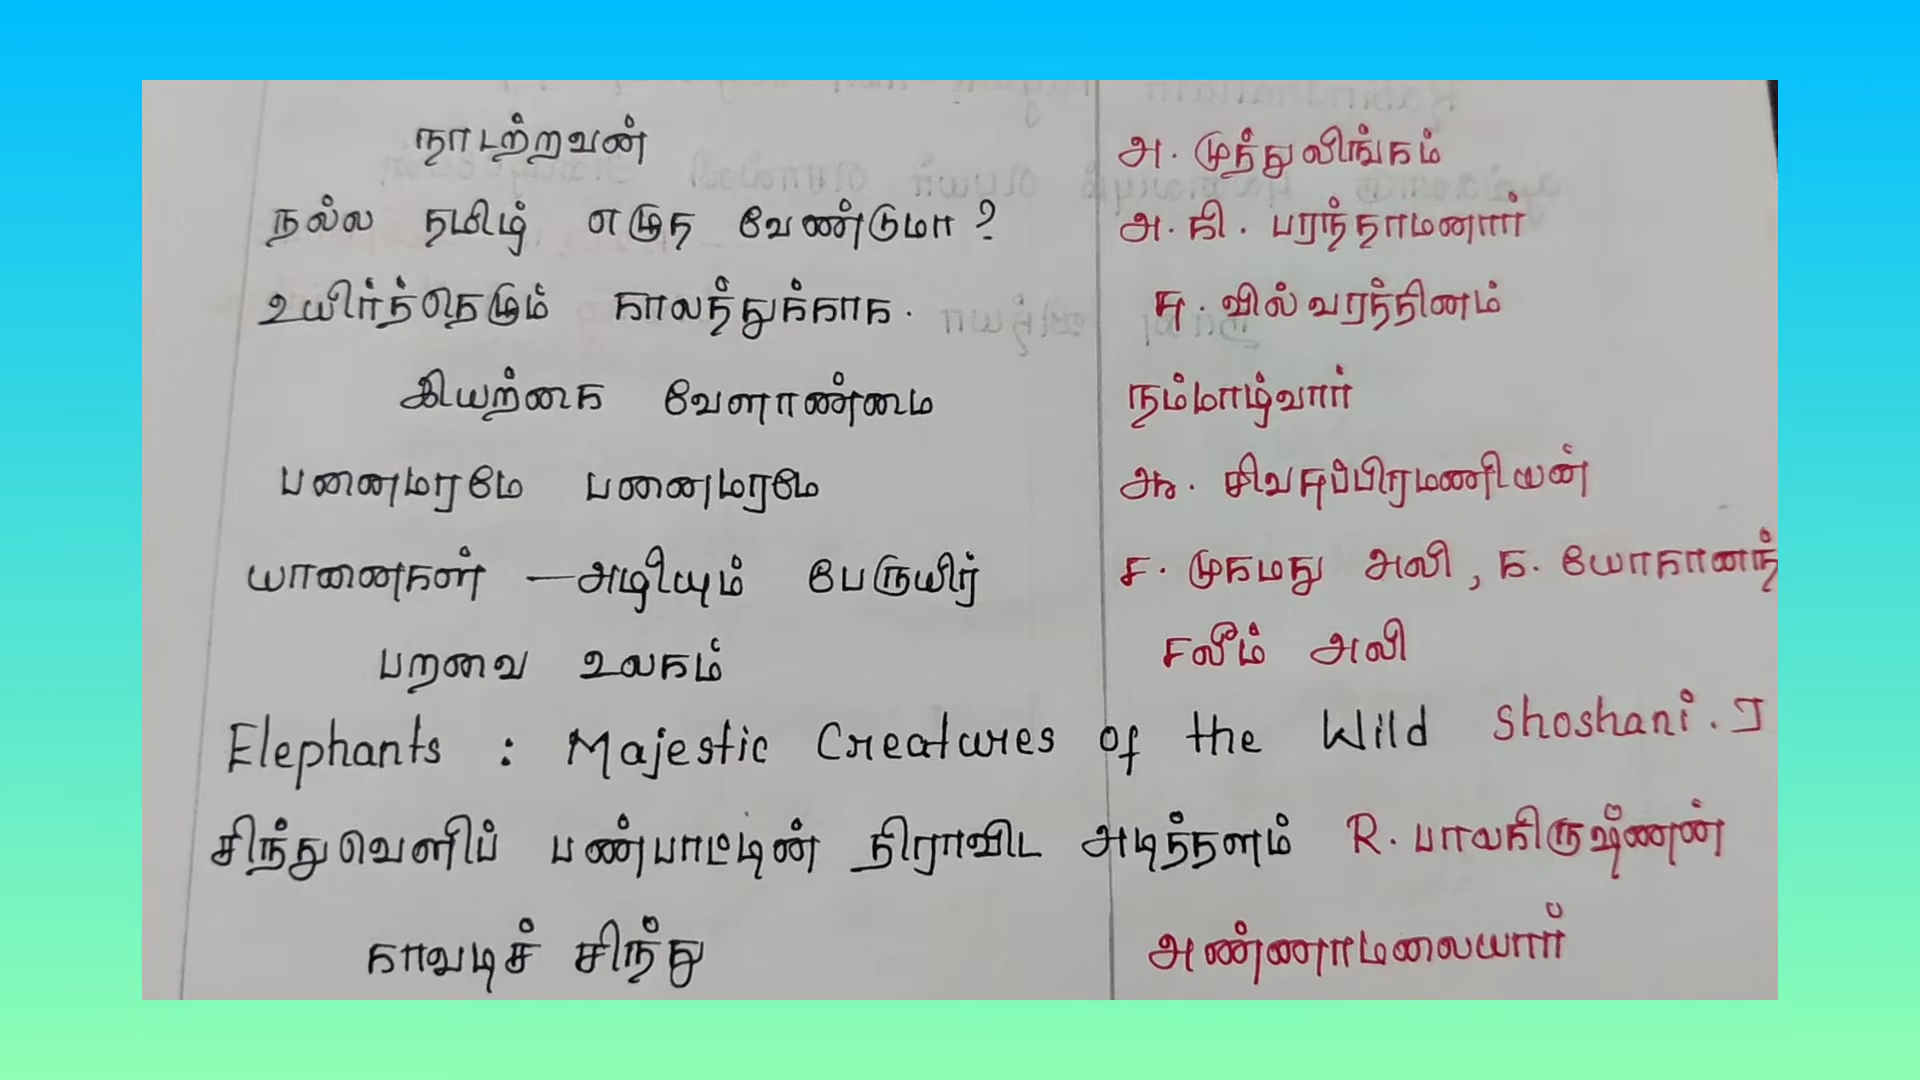 நாடற்றவன் அ. முத்துலிங்கம்
நல்ல தமிழ் எழுத வேண்டுமா? அ. கி. பரந்தாமனார்
உயிர்த்தெழும் காலத்துக்காக. சு. வில்வரத்தினம்
இயற்கை வேளாண்மை நம்மாழ்வார்
பனைமரமே பனைமரமே ஆ. சிவசுப்பிரமணியன்
யானைகள் - அழியும் பேருயிர் ச. முகமது அலி, க. யோகானந்
பறவை உலகம் சலீம் அலி
Elephants : Majestic Creatures of the Wild Shoshani. J
சிந்துவெளிப் பண்பாட்டின் திராவிட அடித்தளம் R. பாலகிருஷ்ணன்
காவடிச் சிந்து அண்ணாமலையார்